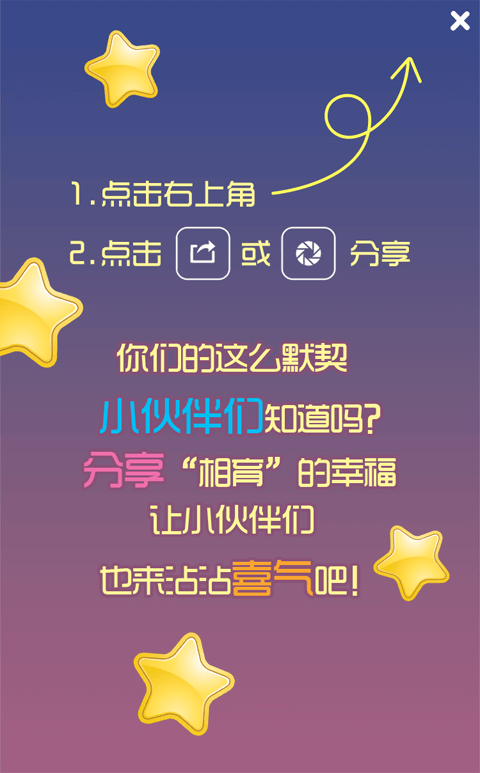 1.点击右上角
2.点击 或 分享
你们的这么默契
小伙伴们知道吗?
分享“相育”的幸福
让小伙伴们
也来沾沾喜气吧!